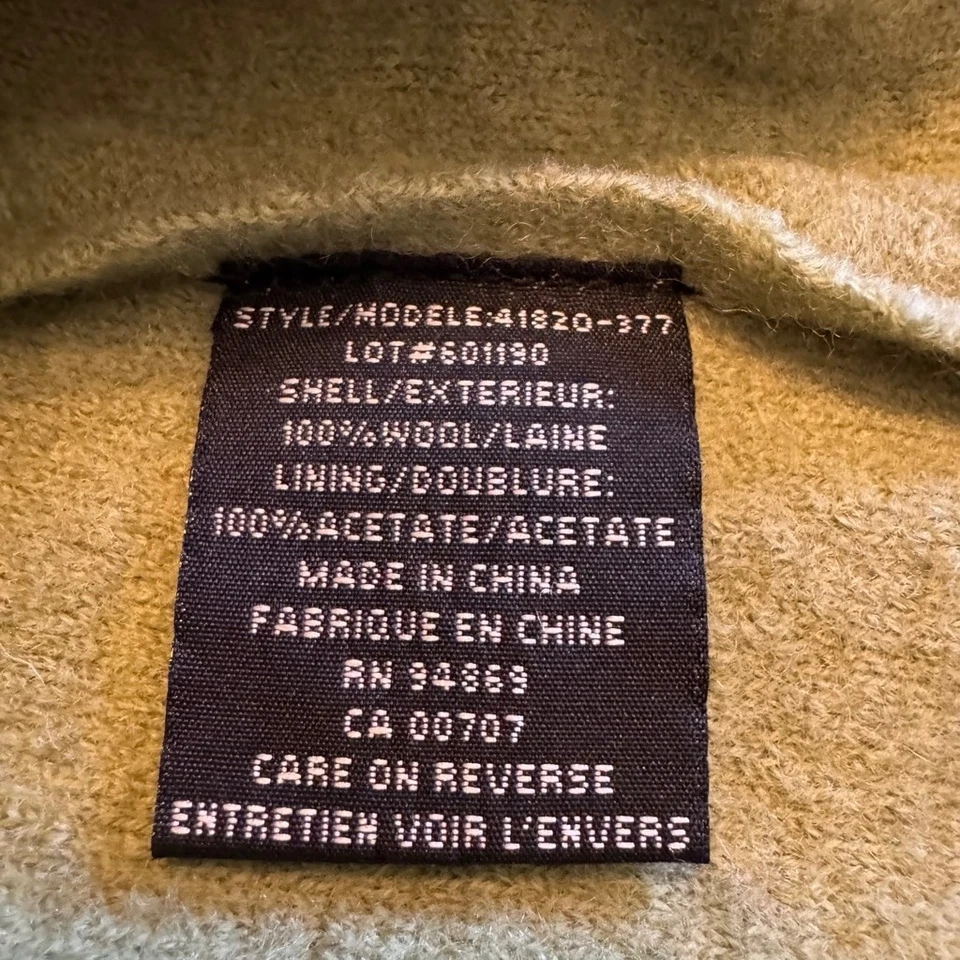 STYLE/MODELE:41820-377
LOT#601190
SHELL/EXTERIEUR:
100%WOOL/LAINE
LINING/DOUBLURE:
100%ACETATE/ACETATE
MADE IN CHINA
FABRIQUE EN CHINE
RN 94869
CA 00707
CARE ON REVERSE
ENTRETIEN VOIR L'ENVERS